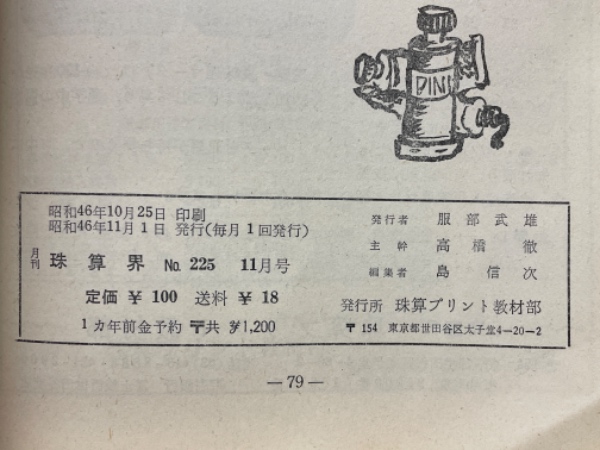 PINI
昭和46年10月25日 印刷
昭和46年11月1日 発行(毎月1回発行)
月刊 珠算界 No. 225 11月号
定価 ¥100 送料 ¥18
1カ年前金予約 〒共 ¥1,200
発行者 服部武雄
主幹 高橋徹
編集者 島信次
発行所 珠算プリント教材部
〒154 東京都世田谷区太子堂4-20-2
—79—